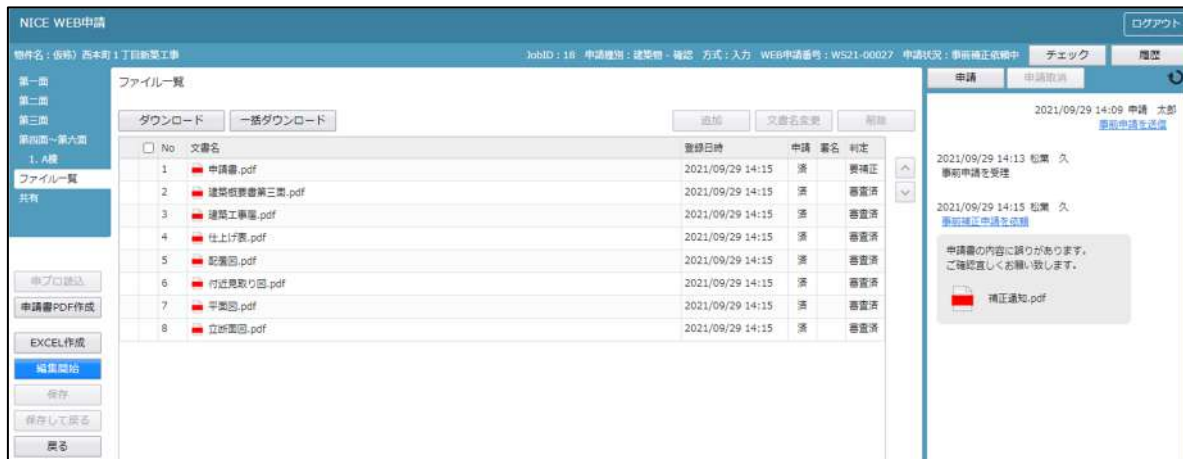 NICE WEB申請
ログアウト
物件名：仮称）西本町１丁目新築工事
JobID：16 申請種別：建築物 - 確認 方式：入力 WEB申請番号：WS21-00027 申請状況：事前補正依頼中
チェック
履歴
第一面
第二面
第三面
第四面～第六面
1. A棟
ファイル一覧
共有
申プロ読込
申請書PDF作成
EXCEL作成
編集開始
保存
保存して戻る
戻る
ファイル一覧
ダウンロード
一括ダウンロード
追加
文書名変更
削除
No 文書名 登録日時 申請 署名 判定
1 申請書.pdf 2021/09/29 14:15 済 要補正
2 建築概要書第三面.pdf 2021/09/29 14:15 済 審査済
3 建築工事届.pdf 2021/09/29 14:15 済 審査済
4 仕上げ表.pdf 2021/09/29 14:15 済 審査済
5 配置図.pdf 2021/09/29 14:15 済 審査済
6 付近見取り図.pdf 2021/09/29 14:15 済 審査済
7 平面図.pdf 2021/09/29 14:15 済 審査済
8 立断面図.pdf 2021/09/29 14:15 済 審査済
申請
申請取消
2021/09/29 14:09 申請 太郎
事前申請を送信
2021/09/29 14:13 松業 久
事前申請を受理
2021/09/29 14:15 松業 久
事前補正申請を依頼
申請書の内容に誤りがあります。
ご確認宜しくお願い致します。
補正通知.pdf